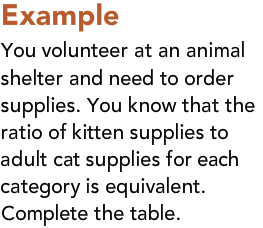 Example
You volunteer at an animal
shelter and need to order
supplies. You know that the
ratio of kitten supplies to
adult cat supplies for each
category is equivalent.
Complete the table.